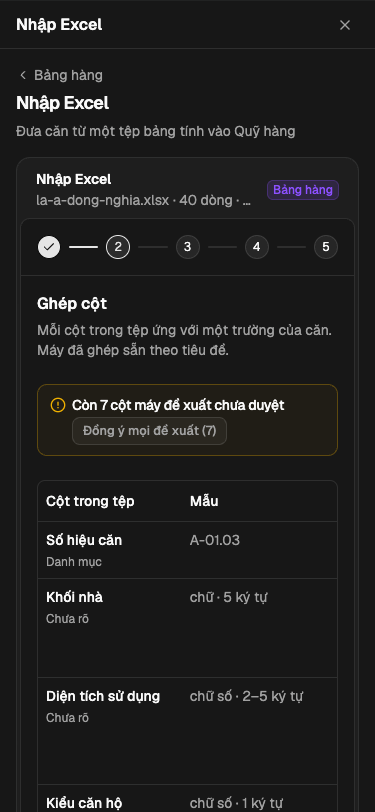 Nhập Excel
Bảng hàng
Nhập Excel
Đưa căn từ một tệp bảng tính vào Quỹ hàng
Nhập Excel
la-a-dong-nghia.xlsx · 40 dòng · ...
Bảng hàng
2 3 4 5
Ghép cột
Mỗi cột trong tệp ứng với một trường của căn.
Máy đã ghép sẵn theo tiêu đề.
Còn 7 cột máy đề xuất chưa duyệt
Đồng ý mọi đề xuất (7)
Cột trong tệp Mẫu
Số hiệu căn A-01.03
Danh mục
Khối nhà chữ · 5 ký tự
Chưa rõ
Diện tích sử dụng chữ số · 2–5 ký tự
Chưa rõ
Kiểu căn hộ chữ số · 1 ký tự